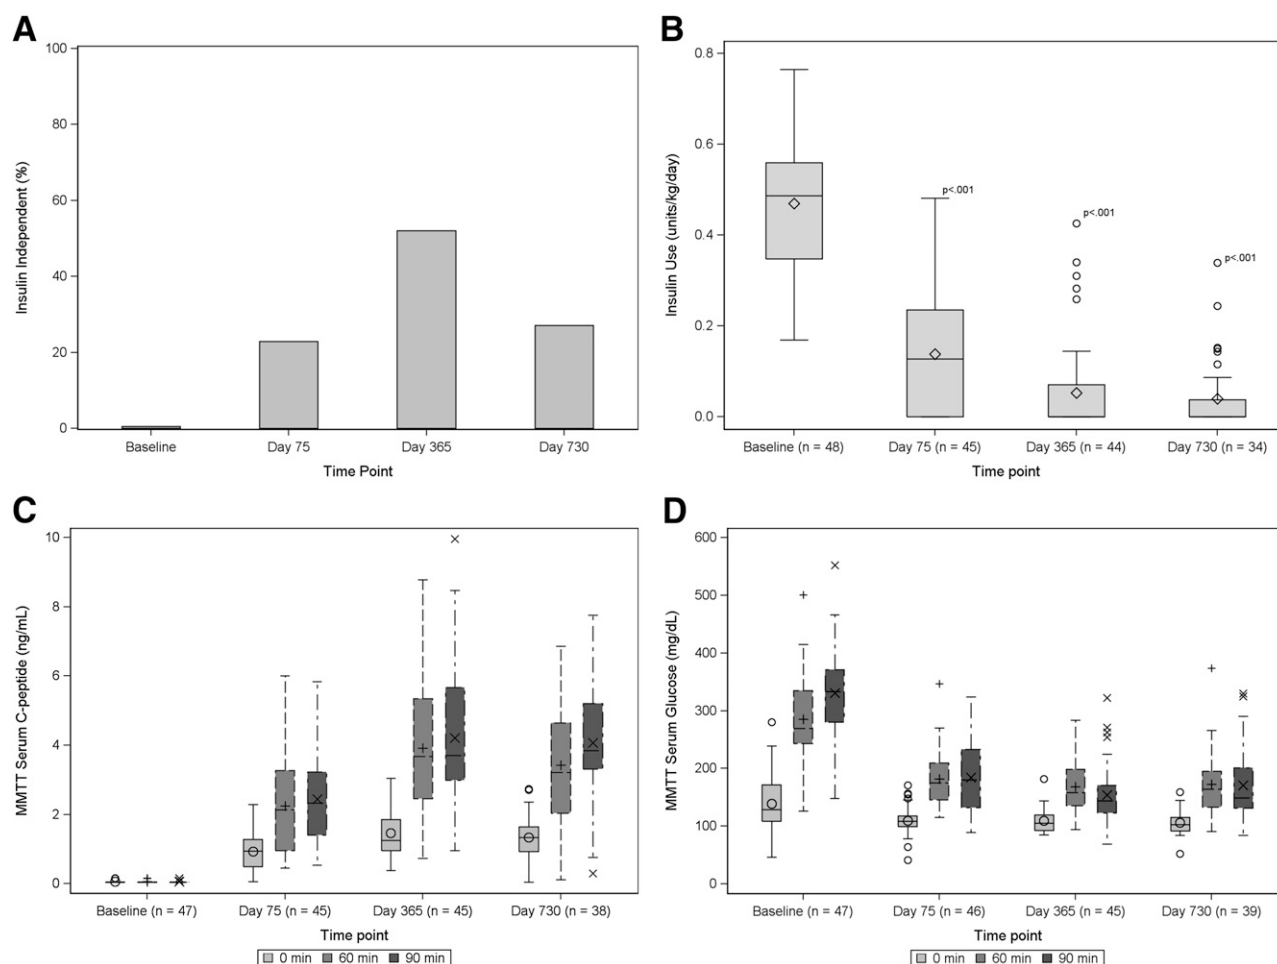 A
100
80
60
40
20
0
Insulin Independent (%)
Baseline Day 75 Day 365 Day 730
Time Point
B
0.8
0.6
0.4
0.2
0.0
Insulin Use (units/kg/day)
p<.001
p<.001
p<.001
Baseline (n = 48) Day 75 (n = 45) Day 365 (n = 44) Day 730 (n = 34)
Time point
C
10
8
6
4
2
0
MMTT Serum C-peptide (ng/mL)
Baseline (n = 47) Day 75 (n = 45) Day 365 (n = 45) Day 730 (n = 38)
Time point
0 min 60 min 90 min
D
600
500
400
300
200
100
0
MMTT Serum Glucose (mg/dL)
Baseline (n = 47) Day 75 (n = 46) Day 365 (n = 45) Day 730 (n = 39)
Time point
0 min 60 min 90 min